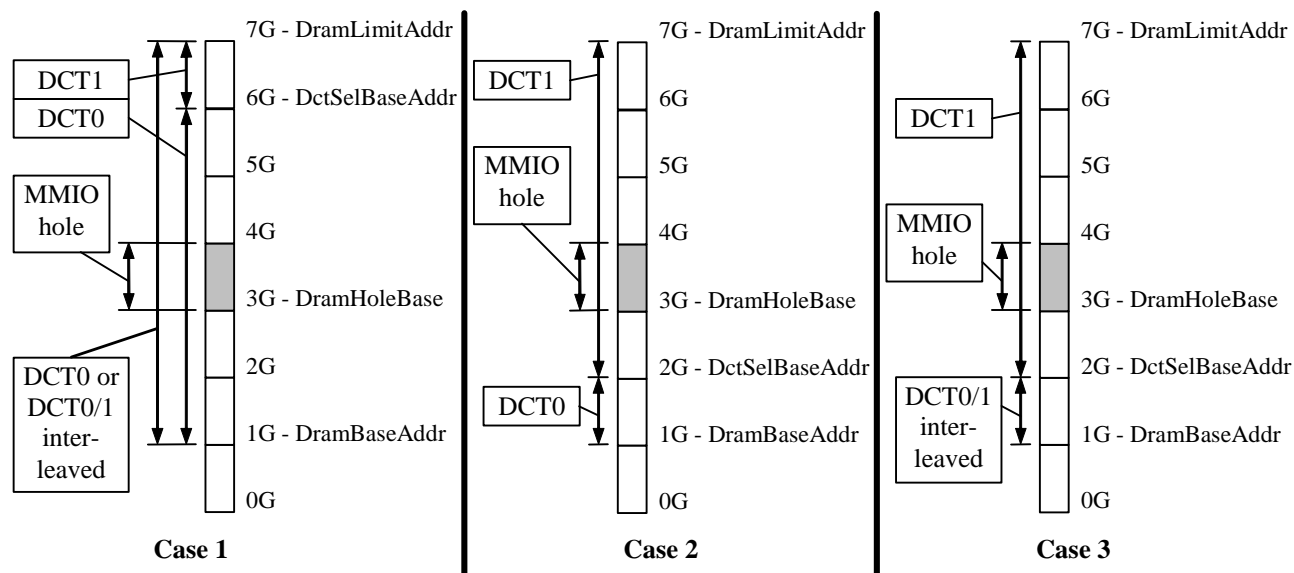 7G - DramLimitAddr
DCT1
6G - DctSelBaseAddr
DCT0
5G
MMIO
hole
4G
3G - DramHoleBase
2G
DCT0 or
DCT0/1
inter-
leaved
1G - DramBaseAddr
0G
Case 1
7G - DramLimitAddr
DCT1
6G
5G
MMIO
hole
4G
3G - DramHoleBase
2G - DctSelBaseAddr
DCT0
1G - DramBaseAddr
0G
Case 2
7G - DramLimitAddr
DCT1
6G
5G
MMIO
hole
4G
3G - DramHoleBase
2G - DctSelBaseAddr
DCT0/1
inter-
leaved
1G - DramBaseAddr
0G
Case 3